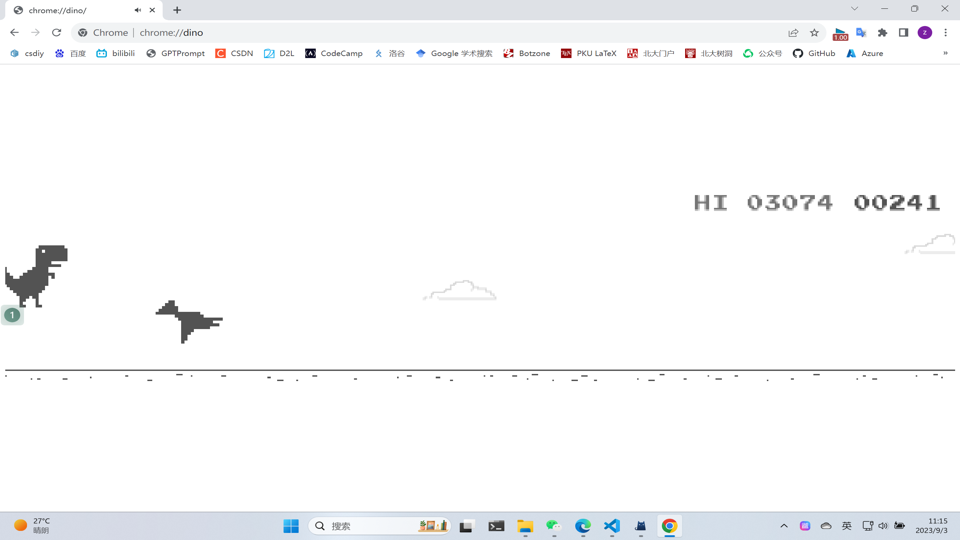 chrome://dino/
Chrome | chrome://dino
1.00
z
csdiy 百度 bilibili GPTPrompt CSDN D2L CodeCamp 洛谷 Google 学术搜索 Botzone PKU LaTeX 北大门户 北大树洞 公众号 GitHub Azure »
HI 03074 00241
1
27°C
晴朗
搜索
英
11:15
2023/9/3